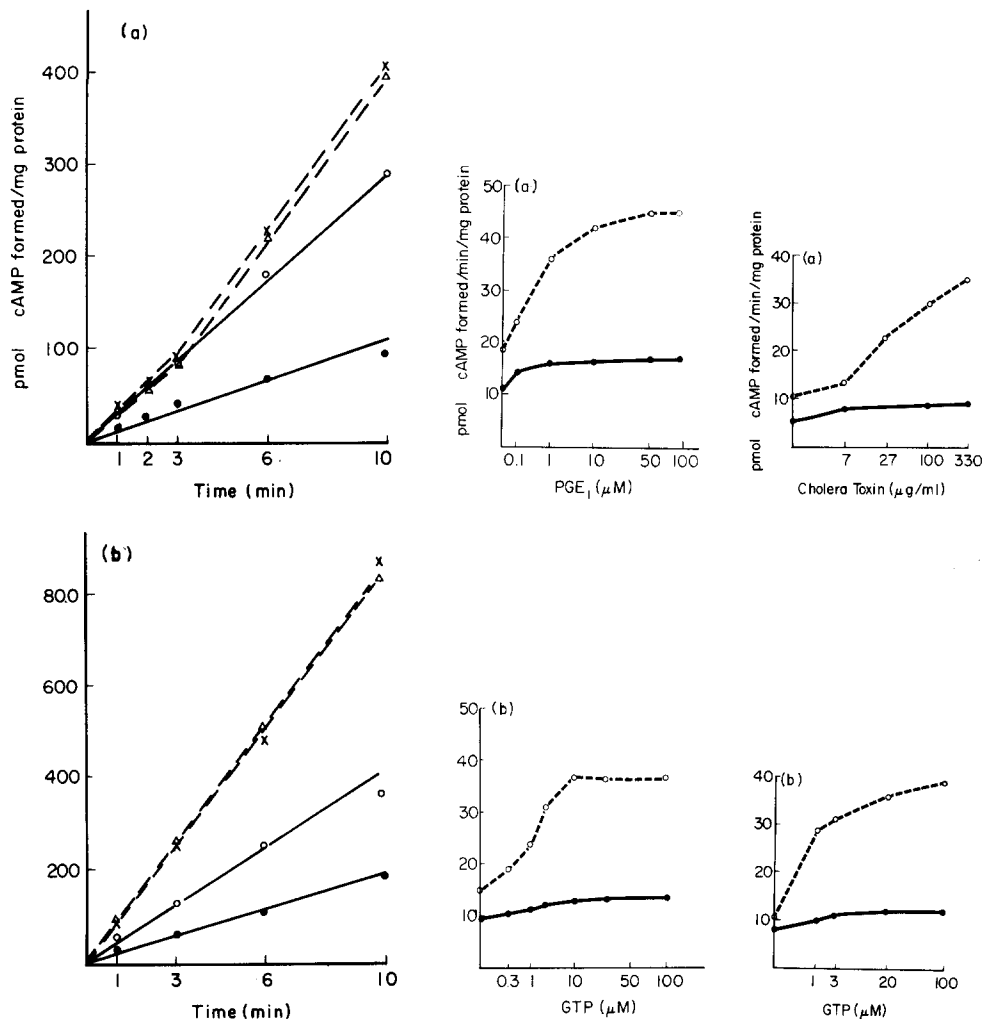 (a)
400
300
200
100
pmol cAMP formed/mg protein
1 2 3 6 10
Time (min)
(a)
50
40
30
20
10
pmol cAMP formed/min/mg protein
0.1 1 10 50 100
PGE₁ (μM)
(a)
40
30
20
10
pmol cAMP formed/min/mg protein
7 27 100 330
Cholera Toxin (μg/ml)
(b)
80.0
600
400
200
1 3 6 10
Time (min)
(b)
50
40
30
20
10
0.3 1 10 50 100
GTP (μM)
(b)
40
30
20
10
1 3 20 100
GTP (μM)